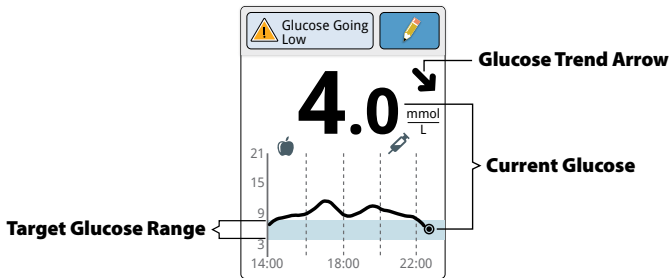 Glucose Going
Low
Glucose Trend Arrow
4.0 mmol
L
Current Glucose
21
15
9
Target Glucose Range
3
14:00 18:00 22:00